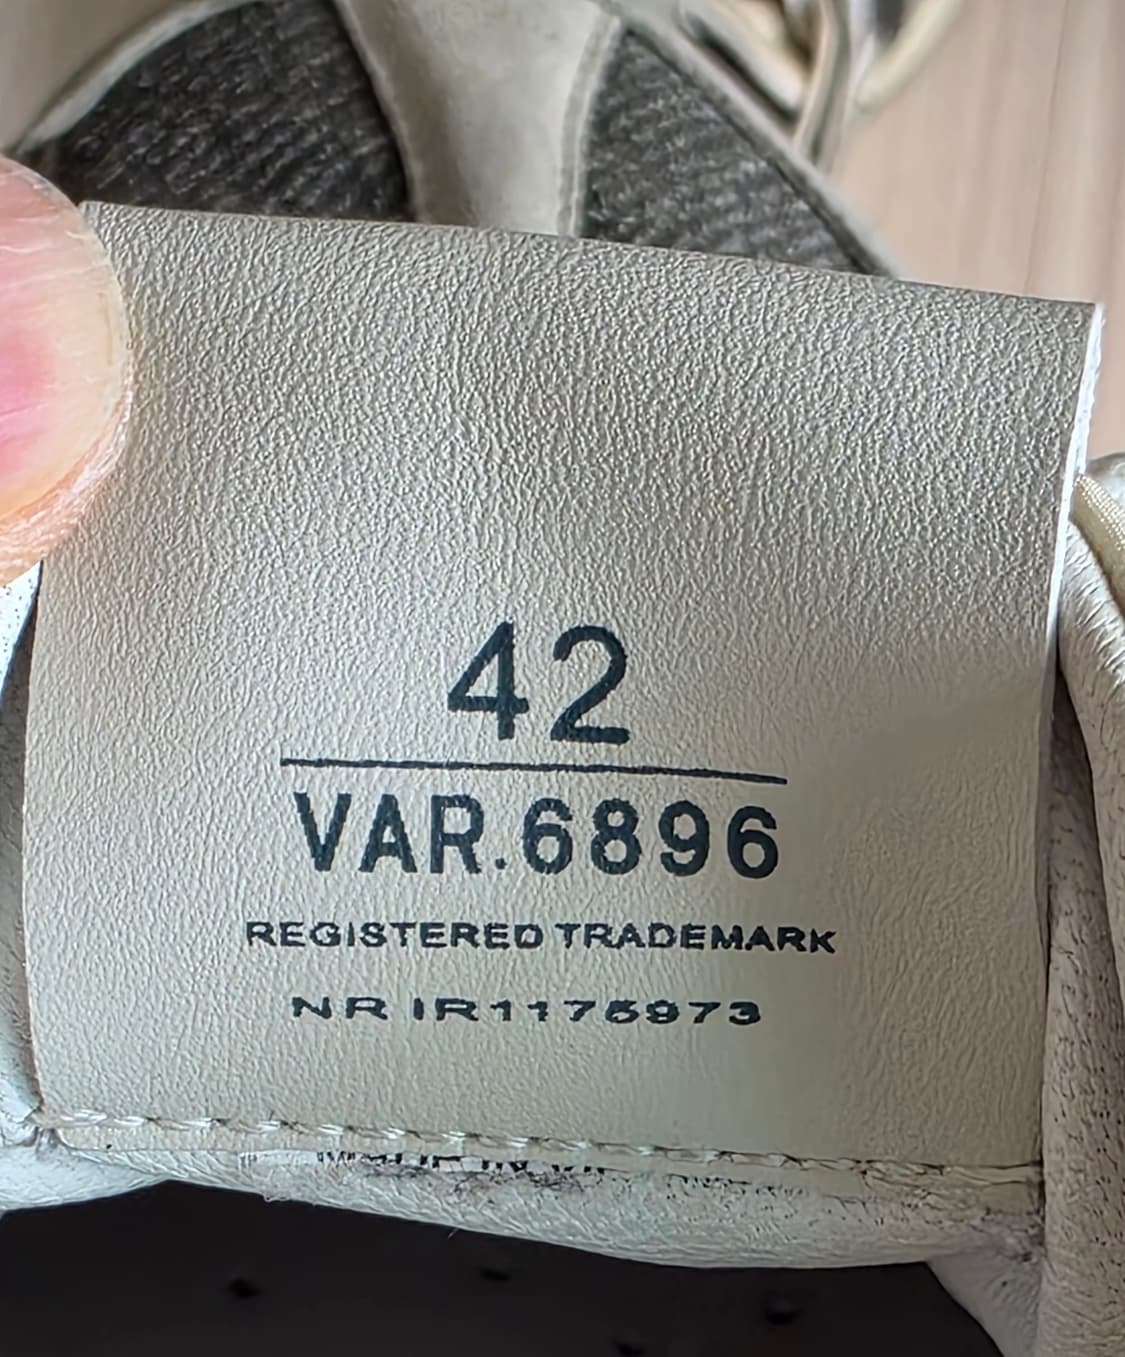 42
VAR.6896
REGISTERED TRADEMARK
NR IR1175973